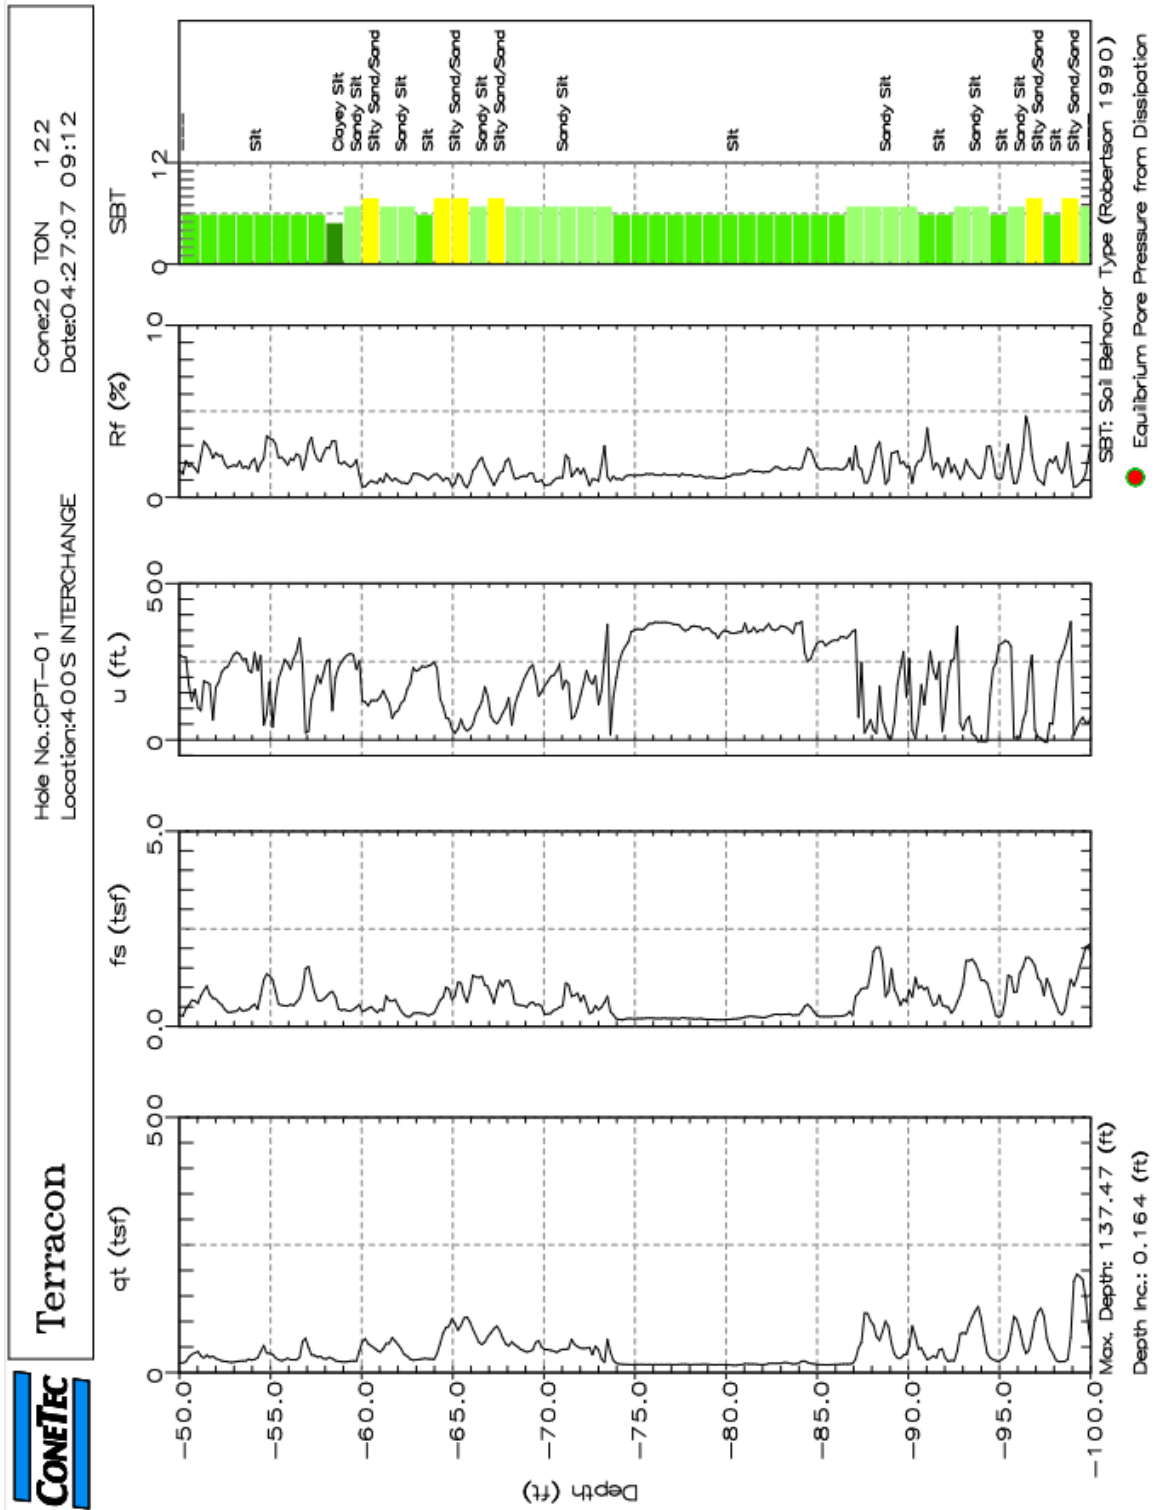 CONETEC
Terracon
Hole No.:CPT-01
Location:400S INTERCHANGE
Cone:20 TON 122
Date:04:27:07 09:12
qt (tsf)
fs (tsf)
u (ft.)
Rf (%)
SBT
0
500
0.0
5.0
0
500
0
10
0
12
Depth (ft)
-50.0
-55.0
-60.0
-65.0
-70.0
-75.0
-80.0
-85.0
-90.0
-95.0
-100.0
Silt
Clayey Silt
Sandy Silt
Silty Sand/Sand
Sandy Silt
Silt
Silty Sand/Sand
Sandy Silt
Silty Sand/Sand
Sandy Silt
Silt
Sandy Silt
Silt
Sandy Silt
Silt
Sandy Silt
Silty Sand/Sand
Silt
Silty Sand/Sand
Max. Depth: 137.47 (ft)
Depth Inc.: 0.164 (ft)
SBT: Soil Behavior Type (Robertson 1990)
Equilibrium Pore Pressure from Dissipation